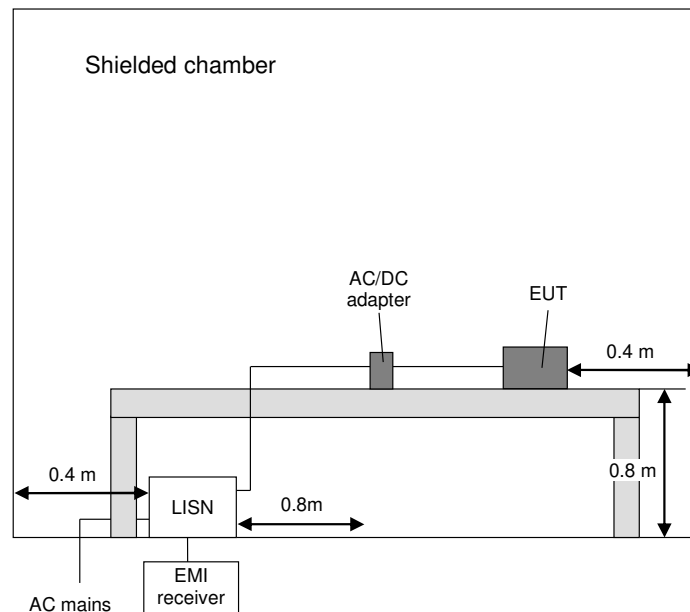 Shielded chamber
AC/DC
adapter
EUT
0.4 m
0.4 m
0.8 m
LISN
0.8m
EMI
receiver
AC mains